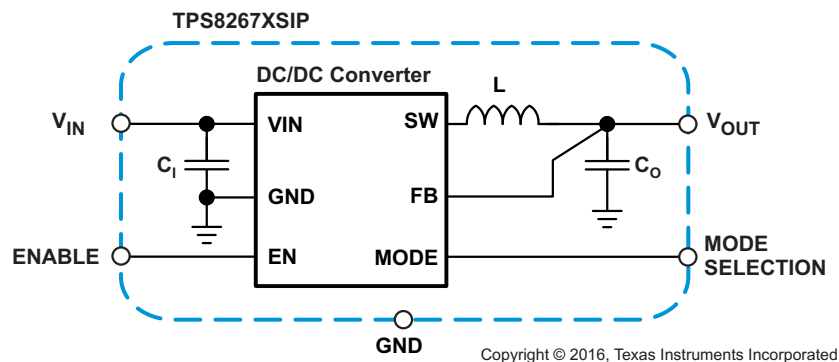 TPS8267XSIP
DC/DC Converter
L
V_IN
VIN
SW
V_OUT
C_I
C_O
GND
FB
ENABLE
EN
MODE
MODE
SELECTION
GND
Copyright © 2016, Texas Instruments Incorporated